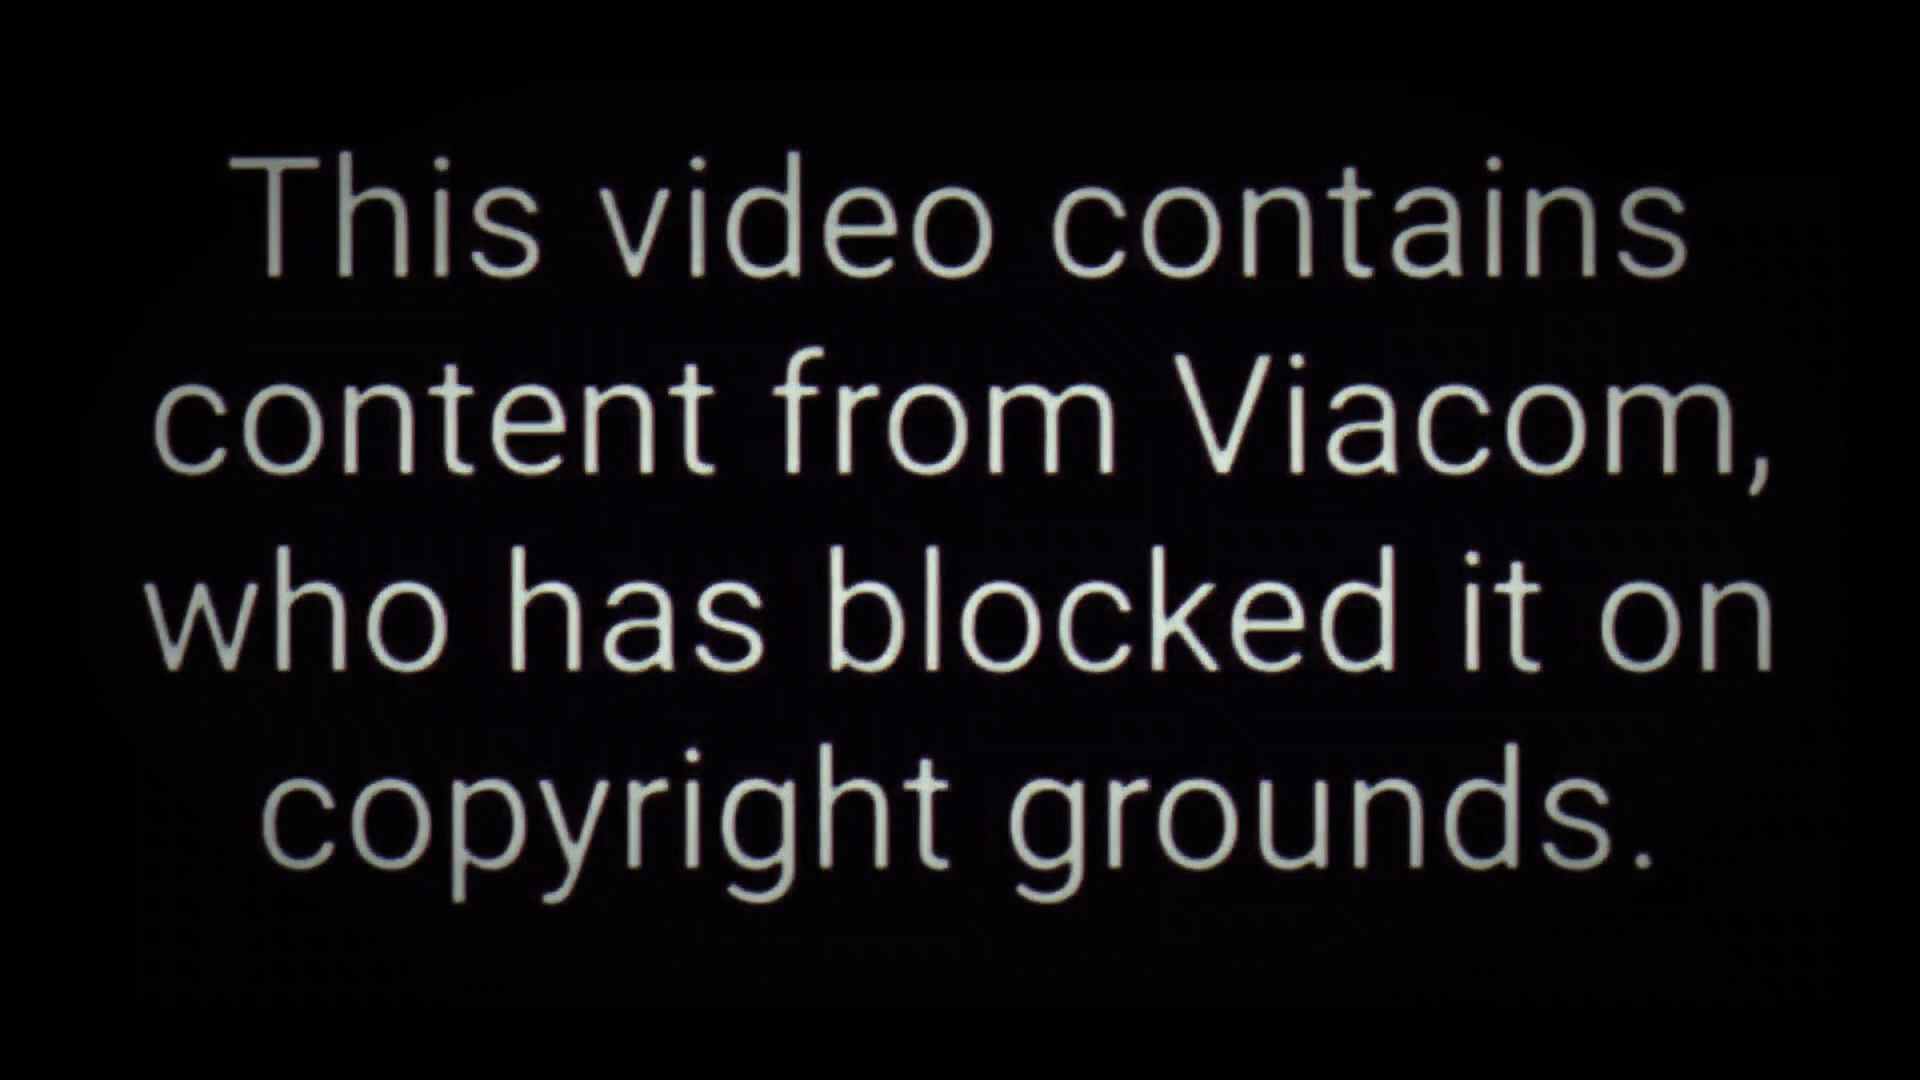 This video contains
content from Viacom,
who has blocked it on
copyright grounds.